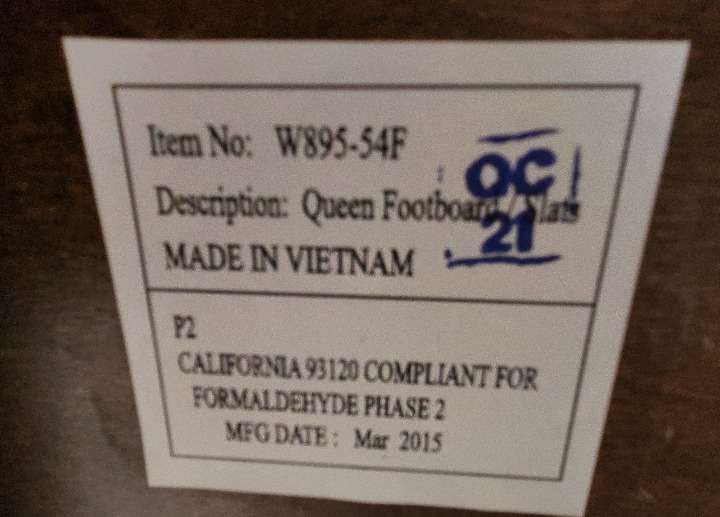 Item No: W895-54F
OC
Description: Queen Footboard / Slats
21
MADE IN VIETNAM
P2
CALIFORNIA 93120 COMPLIANT FOR
FORMALDEHYDE PHASE 2
MFG DATE : Mar 2015